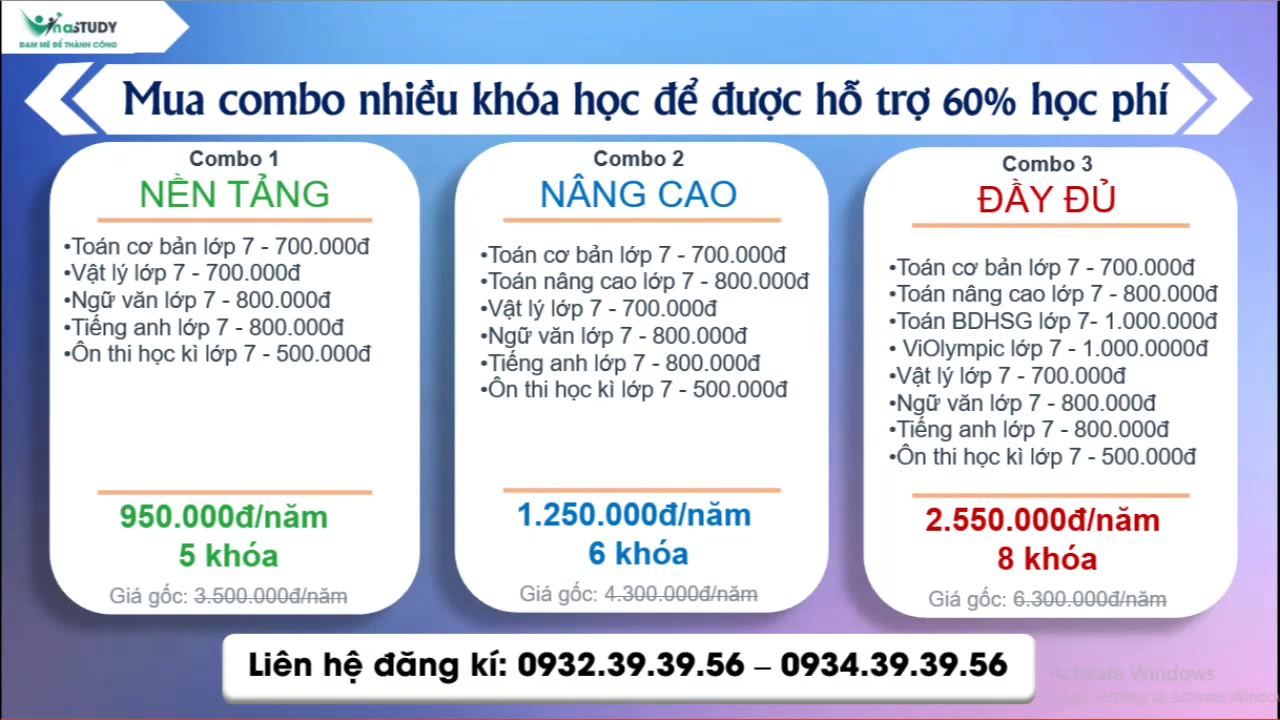 VinaSTUDY
ĐAM MÊ ĐỂ THÀNH CÔNG
Mua combo nhiều khóa học để được hỗ trợ 60% học phí
Combo 1
NỀN TẢNG
•Toán cơ bản lớp 7 - 700.000đ
•Vật lý lớp 7 - 700.000đ
•Ngữ văn lớp 7 - 800.000đ
•Tiếng anh lớp 7 - 800.000đ
•Ôn thi học kì lớp 7 - 500.000đ
950.000đ/năm
5 khóa
Giá gốc: 3.500.000đ/năm
Combo 2
NÂNG CAO
•Toán cơ bản lớp 7 - 700.000đ
•Toán nâng cao lớp 7 - 800.000đ
•Vật lý lớp 7 - 700.000đ
•Ngữ văn lớp 7 - 800.000đ
•Tiếng anh lớp 7 - 800.000đ
•Ôn thi học kì lớp 7 - 500.000đ
1.250.000đ/năm
6 khóa
Giá gốc: 4.300.000đ/năm
Combo 3
ĐẦY ĐỦ
•Toán cơ bản lớp 7 - 700.000đ
•Toán nâng cao lớp 7 - 800.000đ
•Toán BDHSG lớp 7- 1.000.000đ
• ViOlympic lớp 7 - 1.000.0000đ
•Vật lý lớp 7 - 700.000đ
•Ngữ văn lớp 7 - 800.000đ
•Tiếng anh lớp 7 - 800.000đ
•Ôn thi học kì lớp 7 - 500.000đ
2.550.000đ/năm
8 khóa
Giá gốc: 6.300.000đ/năm
Liên hệ đăng kí: 0932.39.39.56 – 0934.39.39.56
Activate Windows
Go to Settings to activate Windo